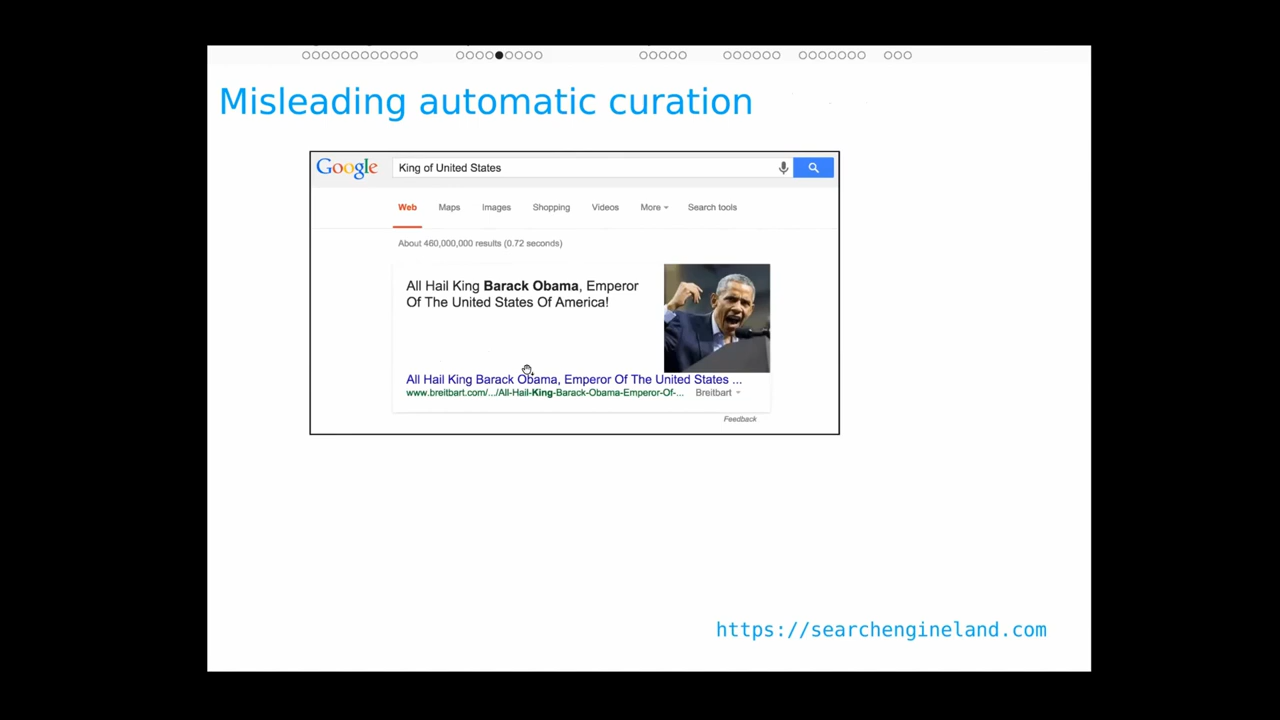 Misleading automatic curation
Google King of United States
Web Maps Images Shopping Videos More Search tools
About 460,000,000 results (0.72 seconds)
All Hail King Barack Obama, Emperor
Of The United States Of America!
All Hail King Barack Obama, Emperor Of The United States ...
www.breitbart.com/.../All-Hail-King-Barack-Obama-Emperor-Of-... Breitbart
Feedback
https://searchengineland.com